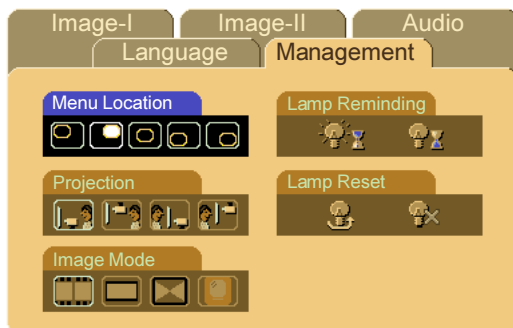 Image-I
Image-II
Audio
Language
Management
Menu Location
Lamp Reminding
Projection
Lamp Reset
Image Mode